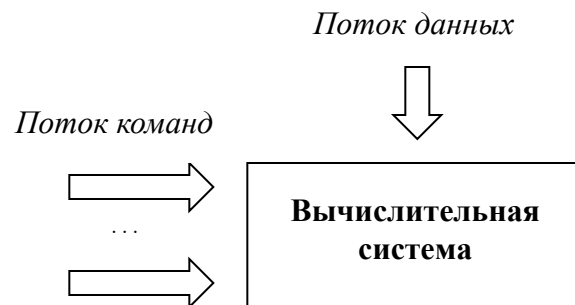 Поток данных
Поток команд
...
Вычислительная
система